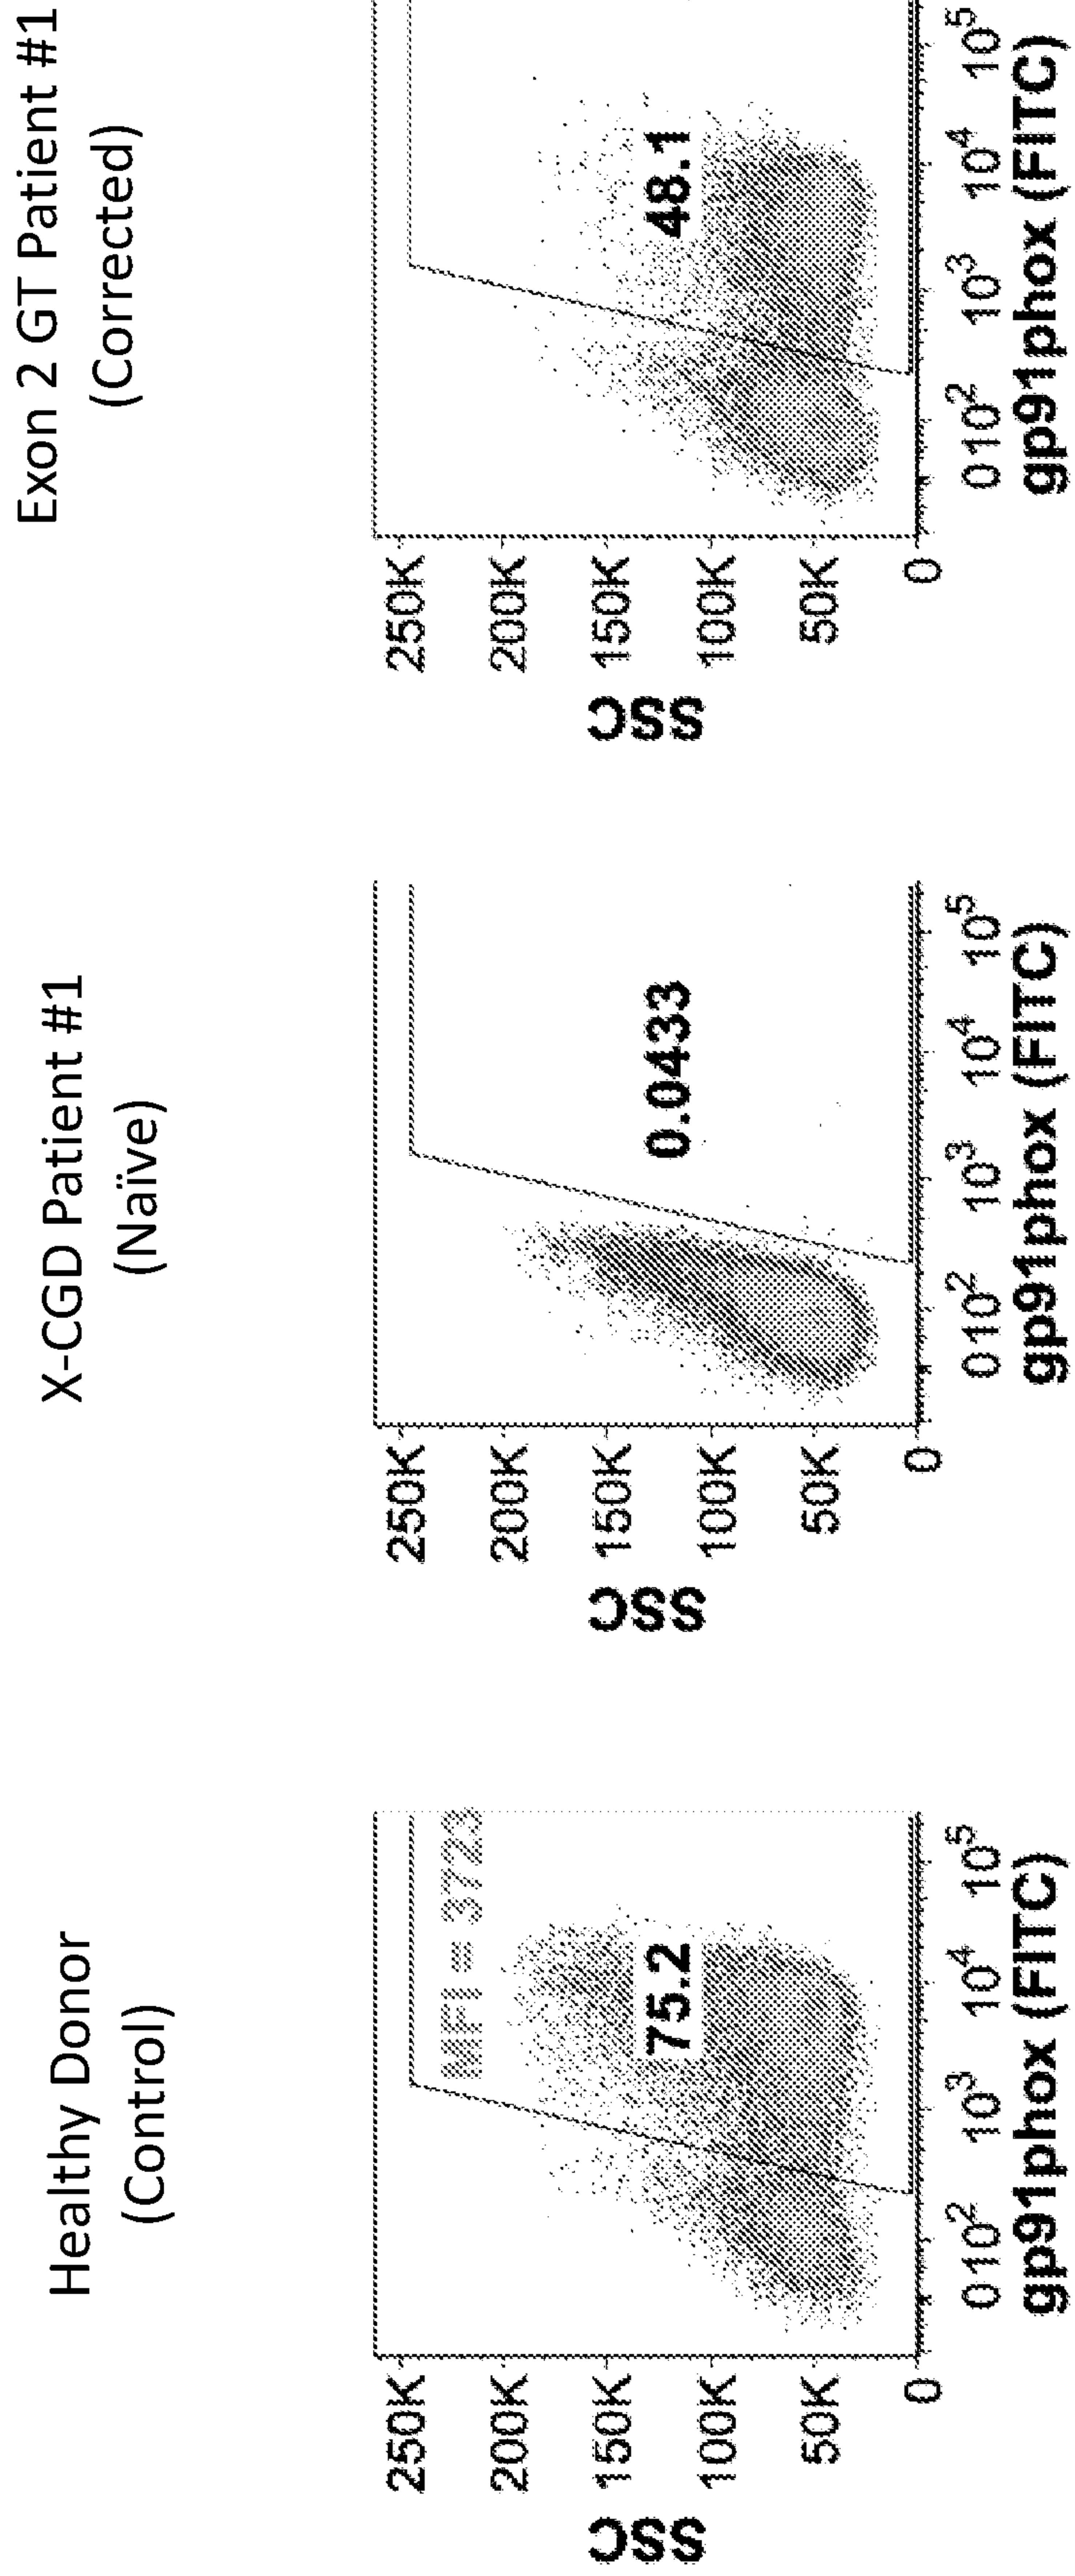 Healthy Donor
(Control)
SSC
250K
200K
150K
100K
50K
0
MFI = 3723
75.2
0 10² 10³ 10⁴ 10⁵
gp91phox (FITC)
X-CGD Patient #1
(Naïve)
SSC
250K
200K
150K
100K
50K
0
0.0433
0 10² 10³ 10⁴ 10⁵
gp91phox (FITC)
Exon 2 GT Patient #1
(Corrected)
SSC
250K
200K
150K
100K
50K
0
48.1
0 10² 10³ 10⁴ 10⁵
gp91phox (FITC)